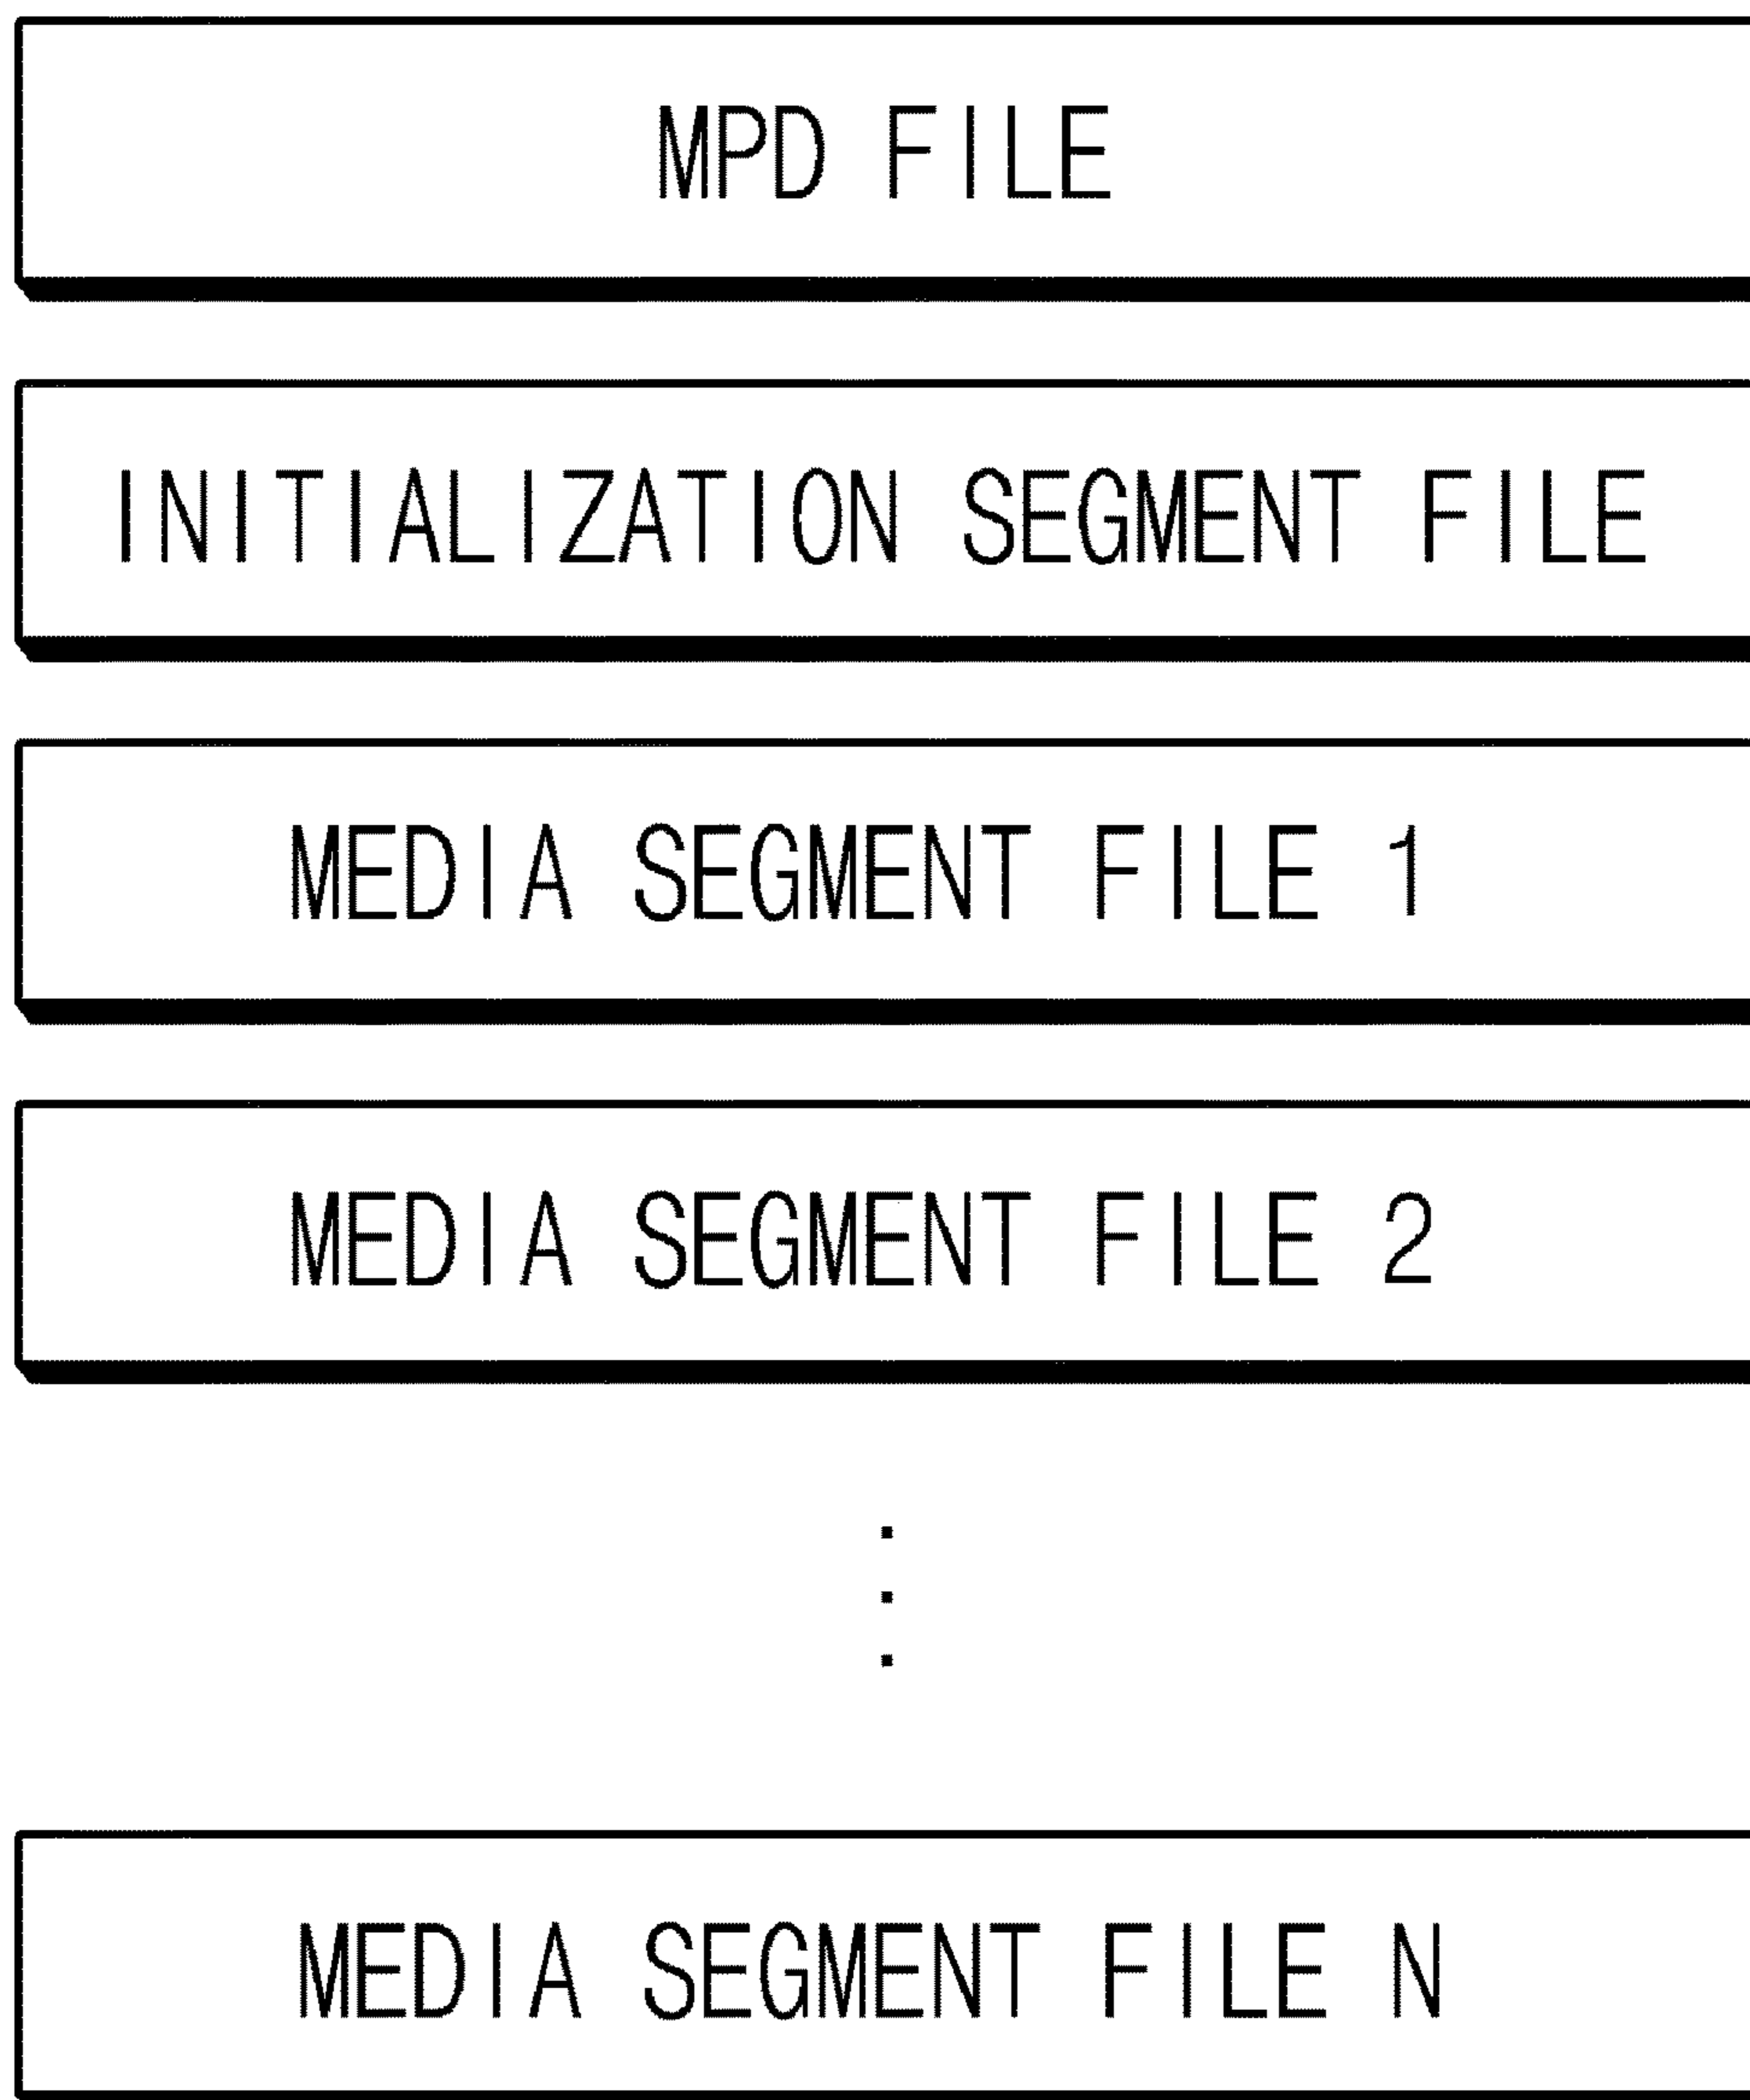 MPD FILE
INITIALIZATION SEGMENT FILE
MEDIA SEGMENT FILE 1
MEDIA SEGMENT FILE 2
MEDIA SEGMENT FILE N